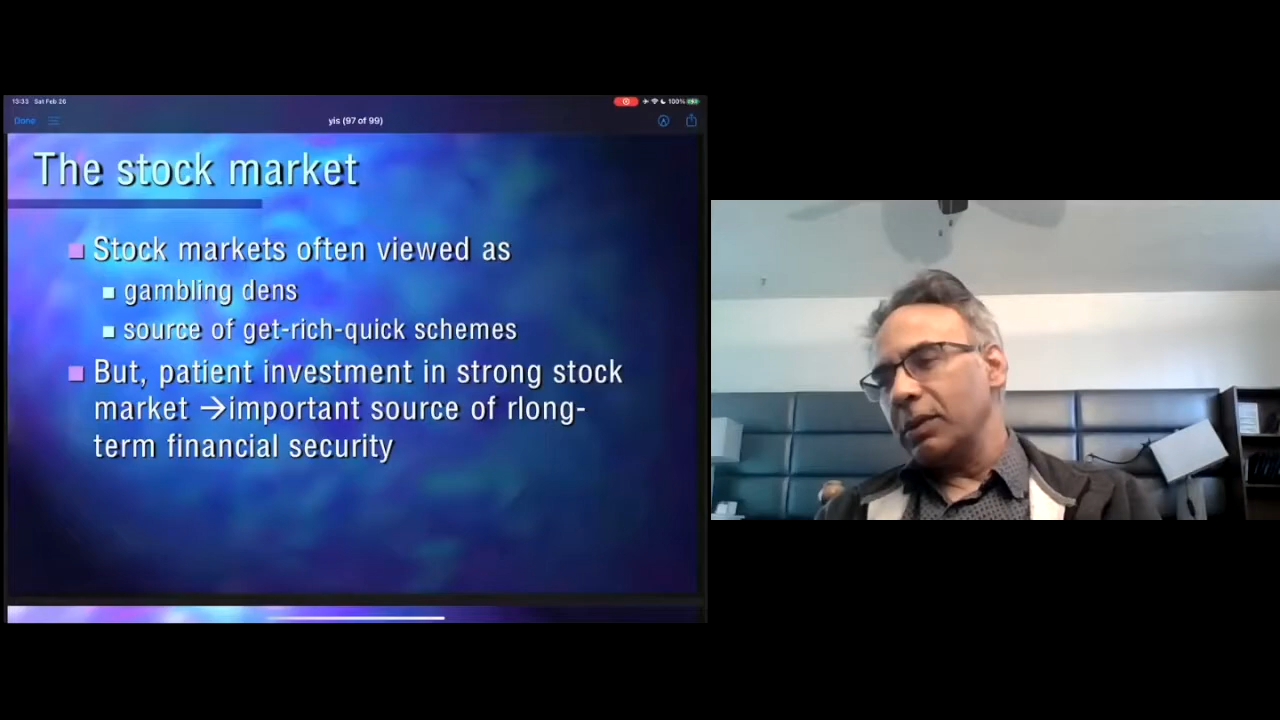 13:33 Sat Feb 26
100%
Done
yis (97 of 99)
The stock market
Stock markets often viewed as
gambling dens
source of get-rich-quick schemes
But, patient investment in strong stock
market →important source of rlong-
term financial security